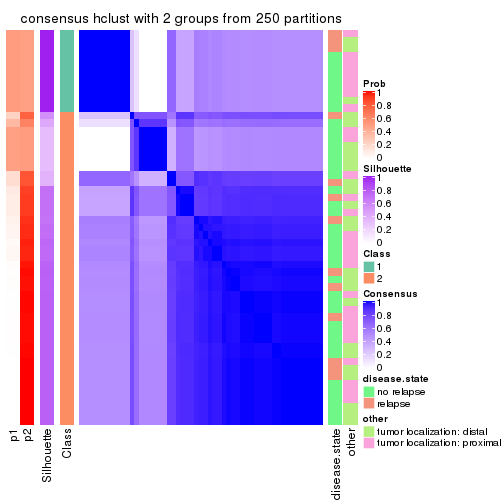 consensus hclust with 2 groups from 250 partitions
Prob
1
0.8
0.6
0.4
0.2
0
Silhouette
1
0.8
0.6
0.4
0.2
0
Class
1
2
Consensus
1
0.8
0.6
0.4
0.2
0
disease.state
no relapse
relapse
other
tumor localization: distal
tumor localization: proximal
p1
p2
Silhouette
Class
disease.state
other